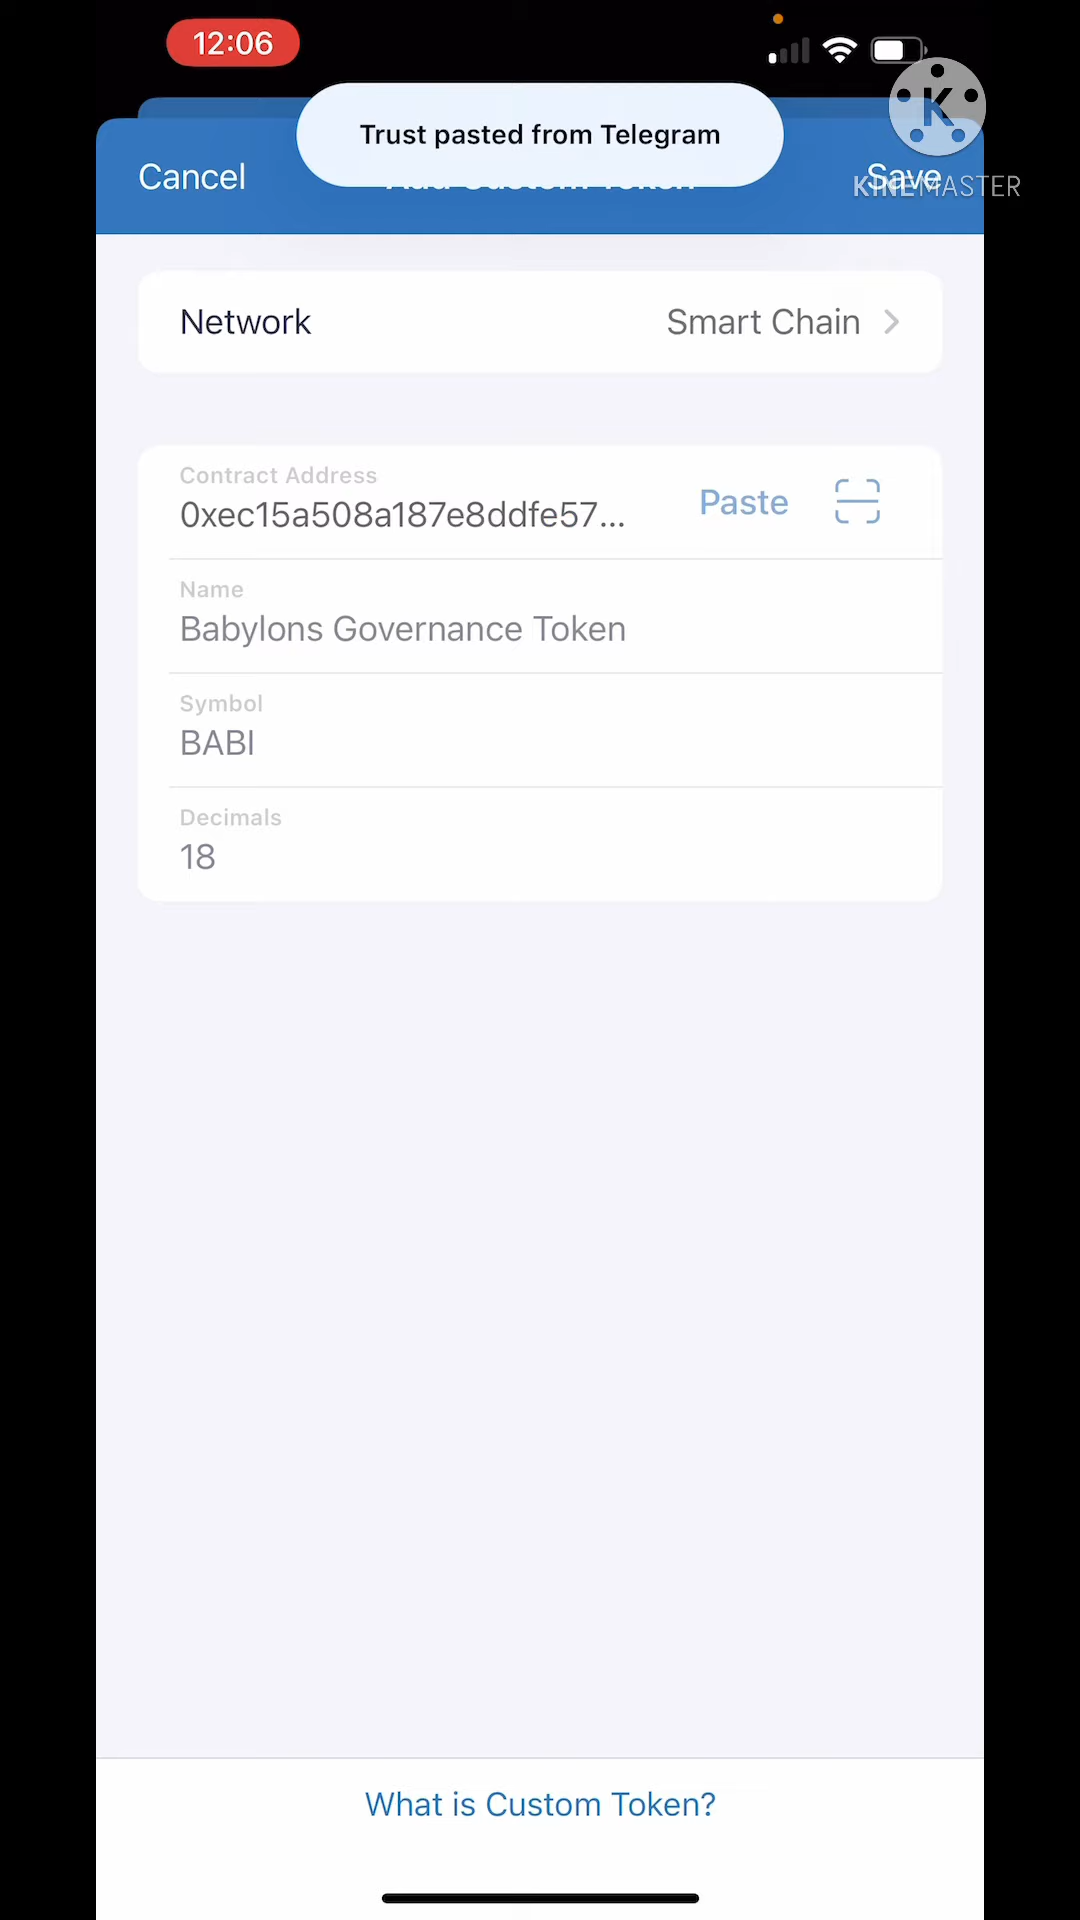 12:06
Trust pasted from Telegram
Cancel
Save
KINEMASTER
Network
Smart Chain
Contract Address
0xec15a508a187e8ddfe57...
Paste
Name
Babylons Governance Token
Symbol
BABI
Decimals
18
What is Custom Token?